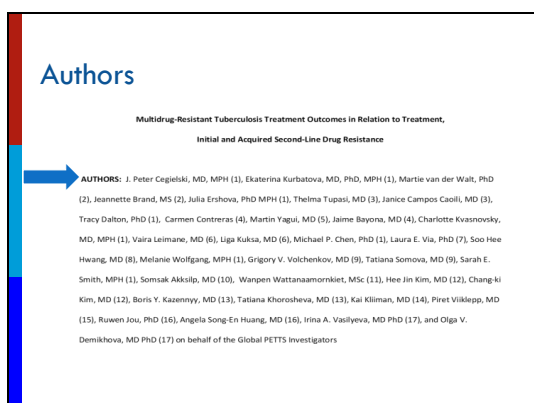 Authors
Multidrug-Resistant Tuberculosis Treatment Outcomes in Relation to Treatment,
Initial and Acquired Second-Line Drug Resistance
AUTHORS: J. Peter Cegielski, MD, MPH (1), Ekaterina Kurbatova, MD, PhD, MPH (1), Martie van der Walt, PhD
(2), Jeannette Brand, MS (2), Julia Ershova, PhD MPH (1), Thelma Tupasi, MD (3), Janice Campos Caoili, MD (3),
Tracy Dalton, PhD (1), Carmen Contreras (4), Martin Yagui, MD (5), Jaime Bayona, MD (4), Charlotte Kvasnovsky,
MD, MPH (1), Vaira Leimane, MD (6), Liga Kuksa, MD (6), Michael P. Chen, PhD (1), Laura E. Via, PhD (7), Soo Hee
Hwang, MD (8), Melanie Wolfgang, MPH (1), Grigory V. Volchenkov, MD (9), Tatiana Somova, MD (9), Sarah E.
Smith, MPH (1), Somsak Akksilp, MD (10), Wanpen Wattanaamornkiet, MSc (11), Hee Jin Kim, MD (12), Chang-ki
Kim, MD (12), Boris Y. Kazennyy, MD (13), Tatiana Khorosheva, MD (13), Kai Kliiman, MD (14), Piret Viiklepp, MD
(15), Ruwen Jou, PhD (16), Angela Song-En Huang, MD (16), Irina A. Vasilyeva, MD PhD (17), and Olga V.
Demikhova, MD PhD (17) on behalf of the Global PETTS Investigators